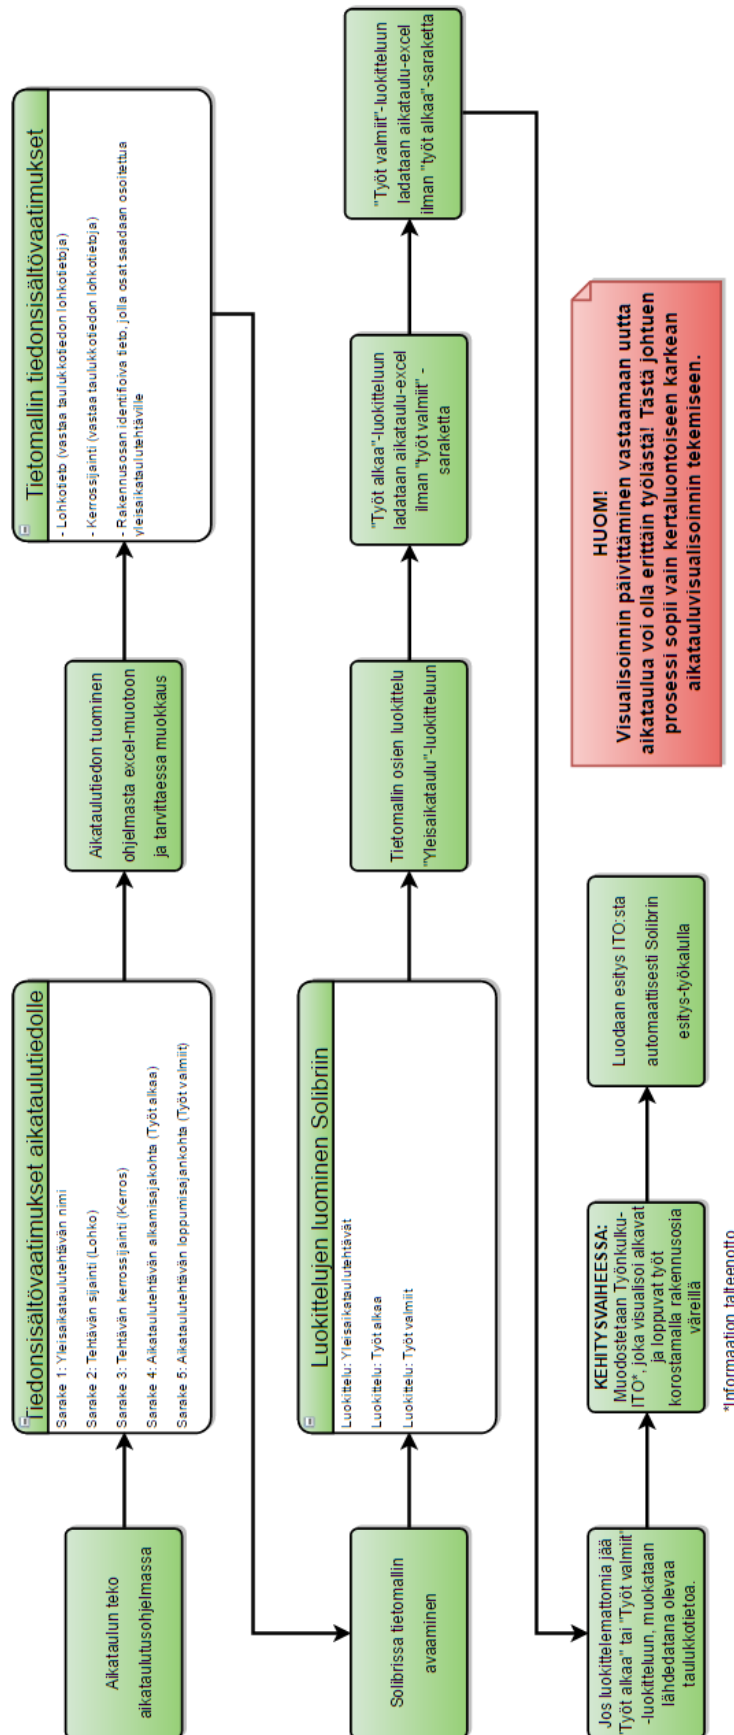 Aikataulun teko
aikataulutusohjelmassa
Tiedonsisältövaatimukset aikataulutiedolle
Sarake 1: Yleisaikataulutehtävän nimi
Sarake 2: Tehtävän sijainti (Lohko)
Sarake 3: Tehtävän kerrossijainti (Kerros)
Sarake 4: Aikataulutehtävän alkamisajakohta (Työt alkaa)
Sarake 5: Aikataulutehtävän loppumisajankohta (Työt valmiit)
Aikataulutiedon tuominen
ohjelmasta excel-muotoon
ja tarvittaessa muokkaus
Tietomallin tiedonsisältövaatimukset
- Lohkotieto (vastaa taulukkotiedon lohkotietoja)
- Kerrossijainti (vastaa taulukkotiedon lohkotietoja)
- Rakennusosan identifioiva tieto, jolla osat saadaan osoitettua
yleisaikataulutehtäville
Solibrissa tietomallin
avaaminen
Luokittelujen luominen Solibriin
Luokittelu: Yleisaikataulutehtävät
Luokittelu: Työt alkaa
Luokittelu: Työt valmiit
Tietomallin osien luokittelu
"Yleisaikataulu"-luokitteluun
"Työt alkaa"-luokitteluun
ladataan aikataulu-excel
ilman "työt valmiit" -
saraketta
"Työt valmiit"-luokitteluun
ladataan aikataulu-excel
ilman "työt alkaa"-saraketta
Jos luokittelemattomia jää
"Työt alkaa" tai "Työt valmiit"
-luokitteluun, muokataan
lähdedatana olevaa
taulukkotietoa.
KEHITYSVAIHEESSA:
Muodostetaan Työnkulku-
ITO*, joka visualisoi alkavat
ja loppuvat työt
korostamalla rakennusosia
väreillä
Luodaan esitys ITO:sta
automaattisesti Solibrin
esitys-työkalulla
HUOM!
Visualisoinnin päivittäminen vastaamaan uutta
aikataulua voi olla erittäin työlästä! Tästä johtuen
prosessi sopii vain kertaluontoiseen karkean
aikatauluvisualisoinnin tekemiseen.
*Informaation talteenotto